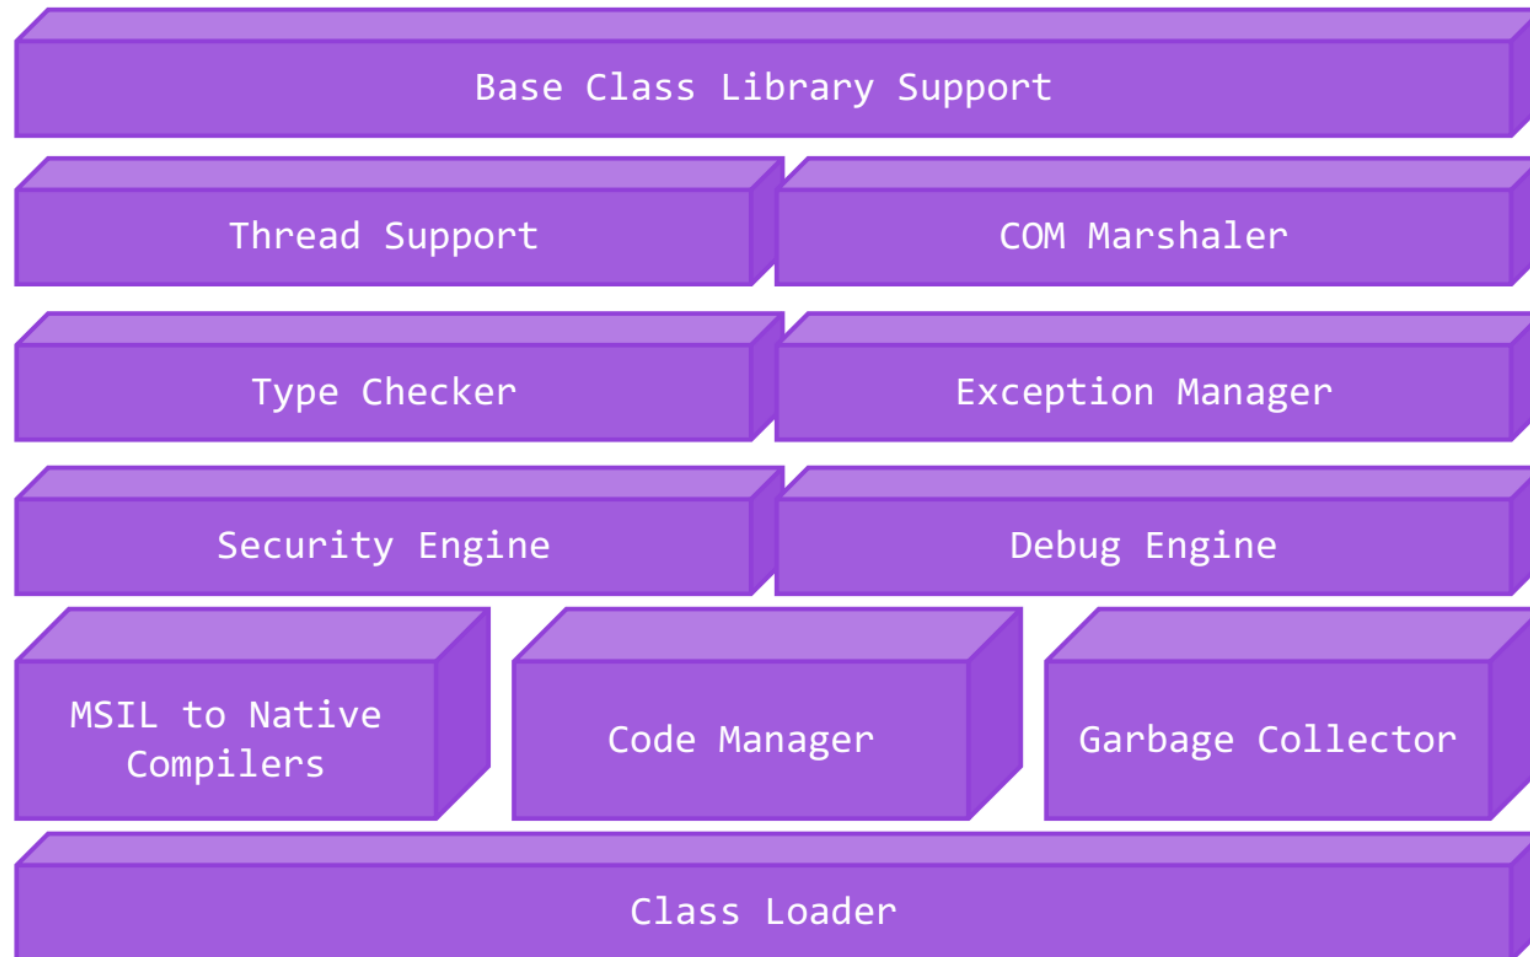 Base Class Library Support
Thread Support
COM Marshaler
Type Checker
Exception Manager
Security Engine
Debug Engine
MSIL to Native
Compilers
Code Manager
Garbage Collector
Class Loader